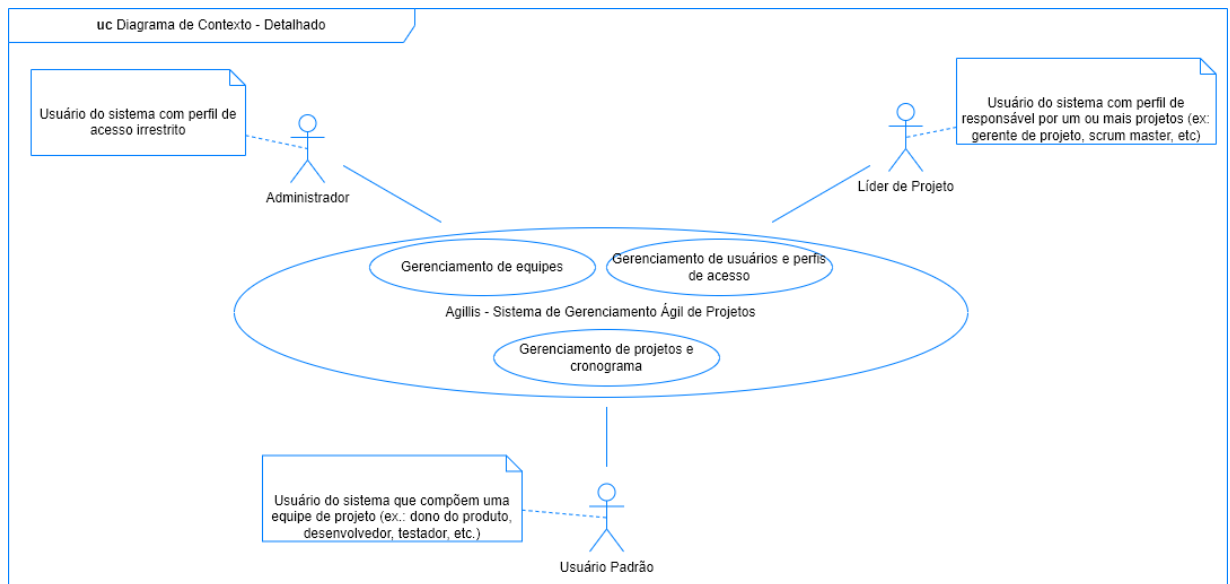 uc Diagrama de Contexto - Detalhado
Usuário do sistema com perfil de
acesso irrestrito
Administrador
Usuário do sistema com perfil de
responsável por um ou mais projetos (ex:
gerente de projeto, scrum master, etc)
Líder de Projeto
Gerenciamento de equipes
Gerenciamento de usuários e perfis
de acesso
Agillis - Sistema de Gerenciamento Ágil de Projetos
Gerenciamento de projetos e
cronograma
Usuário do sistema que compõem uma
equipe de projeto (ex.: dono do produto,
desenvolvedor, testador, etc.)
Usuário Padrão